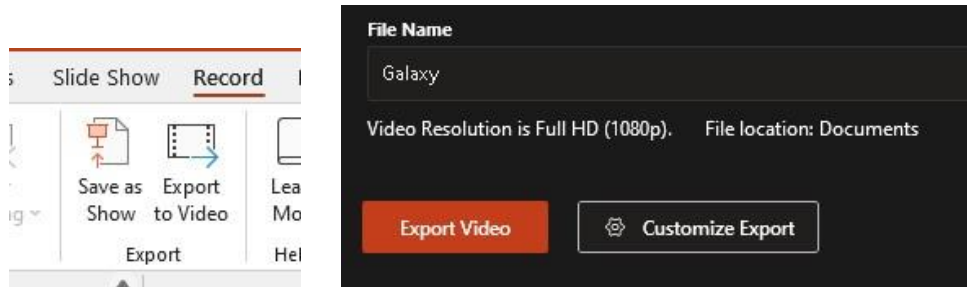 Slide Show Record
Save as Export
Show to Video
Export
File Name
Galaxy
Video Resolution is Full HD (1080p). File location: Documents
Export Video Customize Export